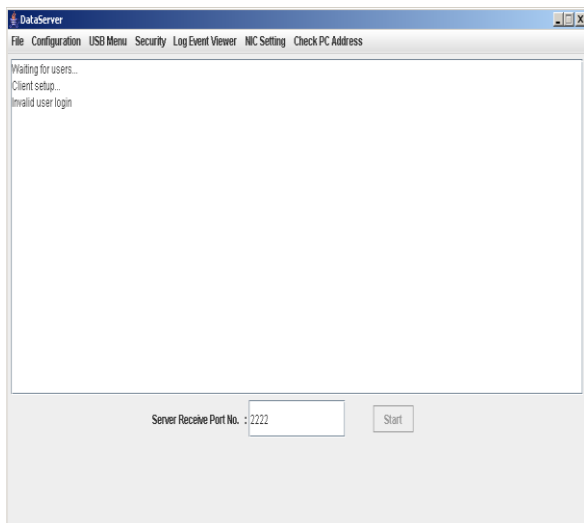 DataServer
File Configuration USB Menu Security Log Event Viewer NIC Setting Check PC Address
Waiting for users...
Client setup...
Invalid user login
Server Receive Port No. : 2222 Start